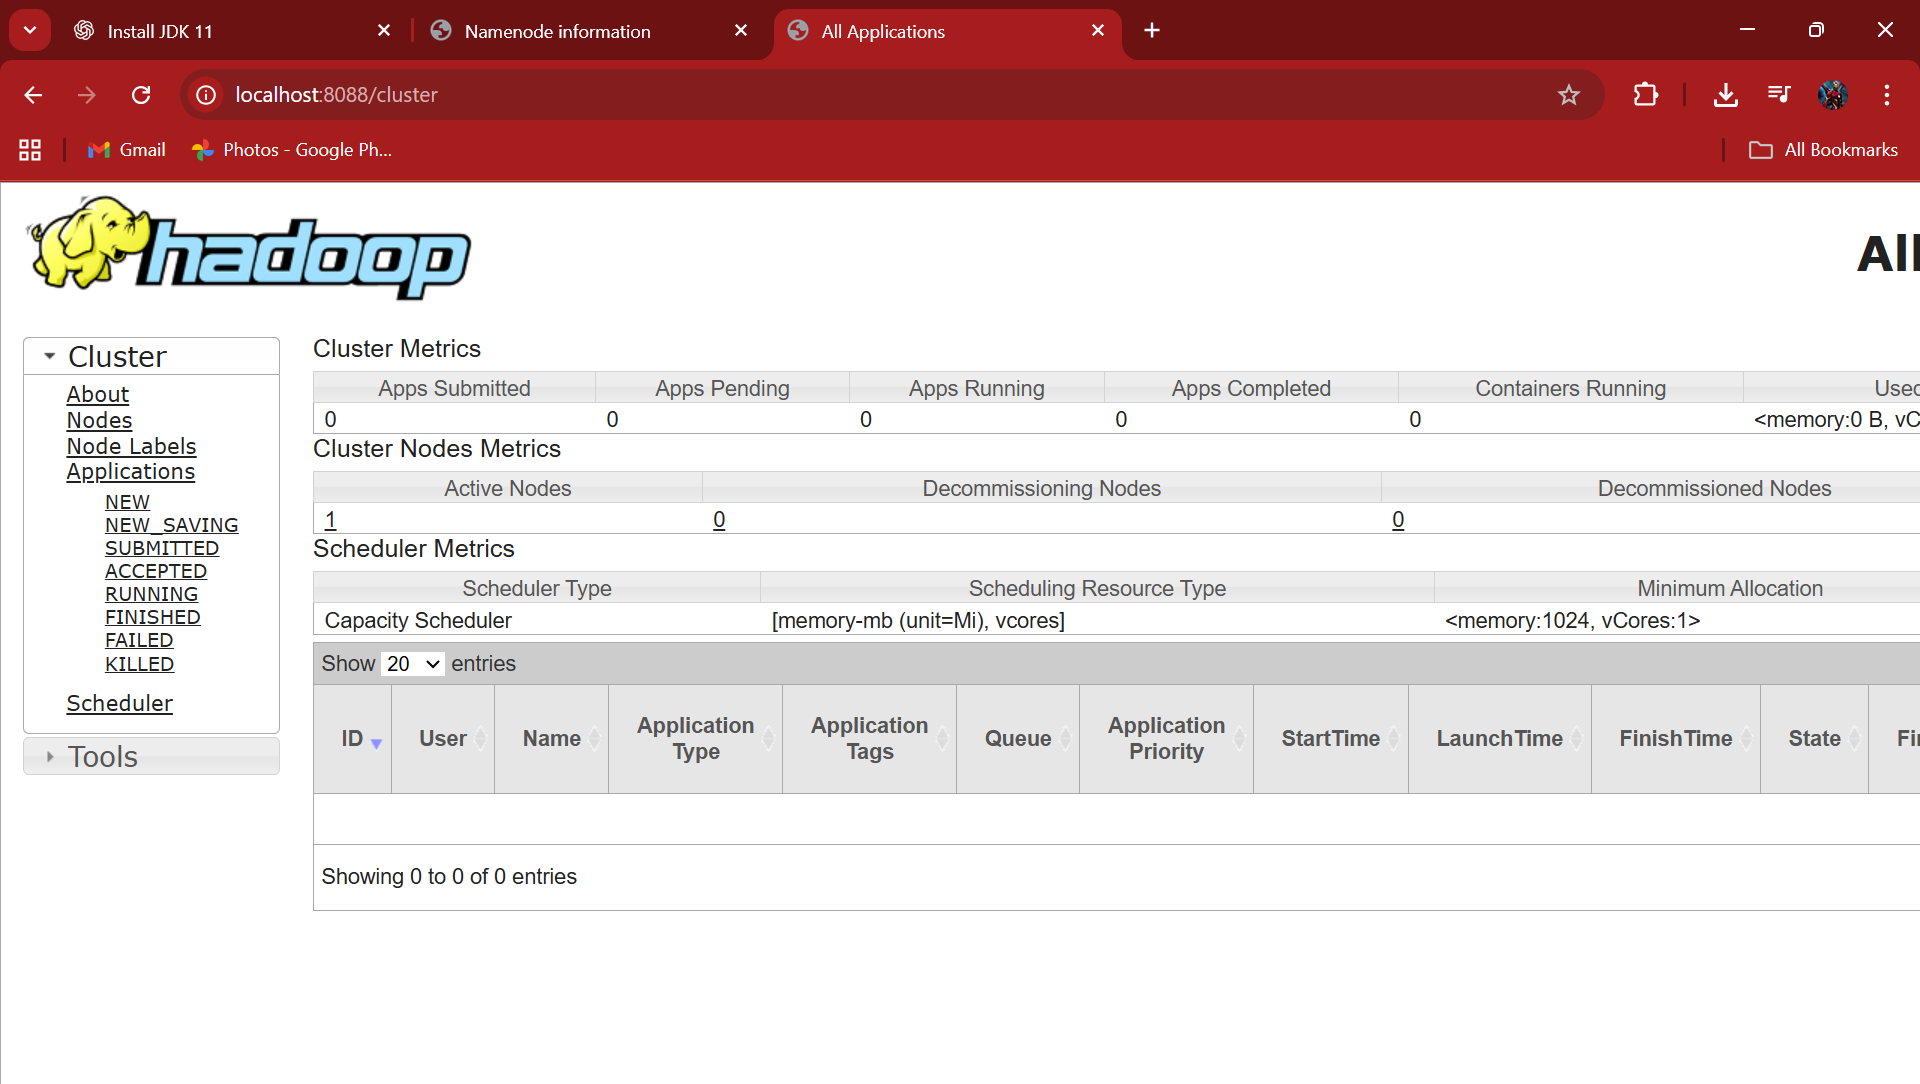 Install JDK 11
Namenode information
All Applications
localhost:8088/cluster
Gmail
Photos - Google Ph...
All Bookmarks
hadoop
All
Cluster
About
Nodes
Node Labels
Applications
NEW
NEW_SAVING
SUBMITTED
ACCEPTED
RUNNING
FINISHED
FAILED
KILLED
Scheduler
Tools
Cluster Metrics
Apps Submitted Apps Pending Apps Running Apps Completed Containers Running Used
0 0 0 0 0 <memory:0 B, vC
Cluster Nodes Metrics
Active Nodes Decommissioning Nodes Decommissioned Nodes
1 0 0
Scheduler Metrics
Scheduler Type Scheduling Resource Type Minimum Allocation
Capacity Scheduler [memory-mb (unit=Mi), vcores] <memory:1024, vCores:1>
Show 20 entries
ID User Name Application Type Application Tags Queue Application Priority StartTime LaunchTime FinishTime State Fi
Showing 0 to 0 of 0 entries